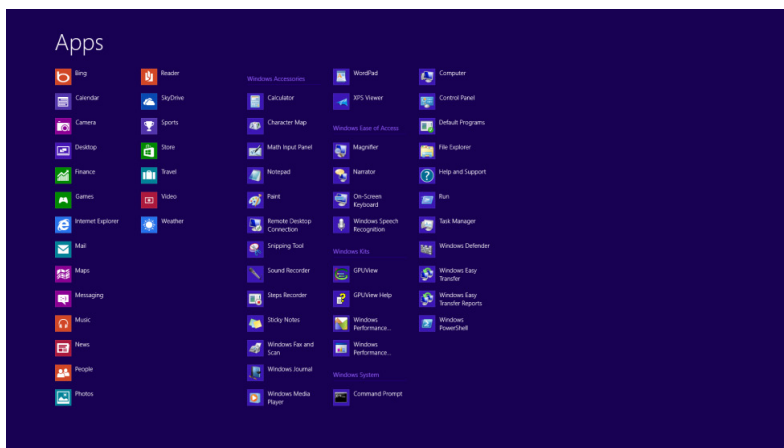 Apps
Bing
Calendar
Camera
Desktop
Finance
Games
Internet Explorer
Mail
Maps
Messaging
Music
News
People
Photos
Reader
SkyDrive
Sports
Store
Travel
Video
Weather
Windows Accessories
Calculator
Character Map
Math Input Panel
Notepad
Paint
Remote Desktop
Connection
Snipping Tool
Sound Recorder
Steps Recorder
Sticky Notes
Windows Fax and
Scan
Windows Journal
Windows Media
Player
WordPad
XPS Viewer
Windows Ease of Access
Magnifier
Narrator
On-Screen
Keyboard
Windows Speech
Recognition
Windows Kits
GPUView
GPUView Help
Windows
Performance...
Windows
Performance...
Windows System
Command Prompt
Computer
Control Panel
Default Programs
File Explorer
Help and Support
Run
Task Manager
Windows Defender
Windows Easy
Transfer
Windows Easy
Transfer Reports
Windows
PowerShell